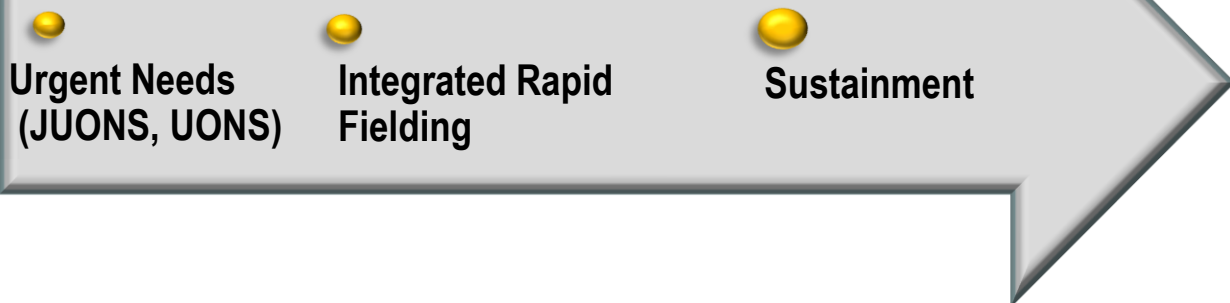 Urgent Needs
(JUONS, UONS)
Integrated Rapid
Fielding
Sustainment